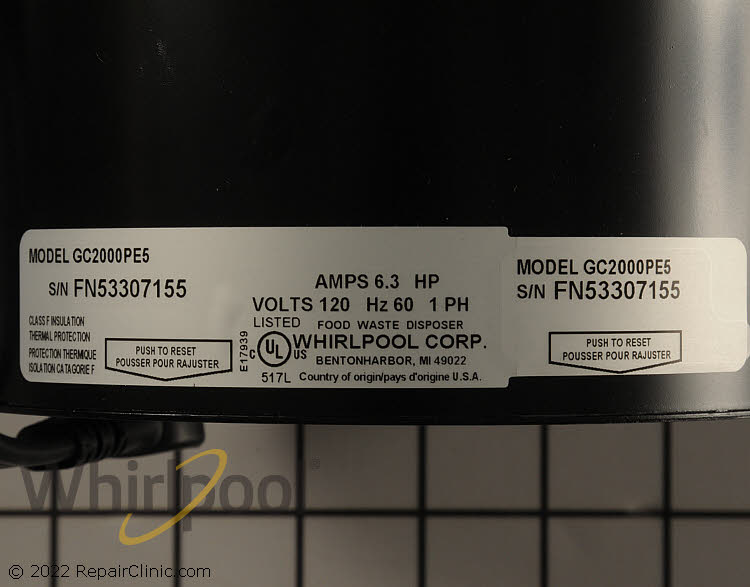 MODEL GC2000PE5
S/N FN53307155
CLASS F INSULATION
THERMAL PROTECTION
PROTECTION THERMIQUE
ISOLATION CATAGORIE F
PUSH TO RESET
POUSSER POUR RAJUSTER
AMPS 6.3 HP
VOLTS 120 Hz 60 1 PH
LISTED FOOD WASTE DISPOSER
E17939
C UL US
WHIRLPOOL CORP.
BENTONHARBOR, MI 49022
517L Country of origin/pays d'origine U.S.A.
MODEL GC2000PE5
S/N FN53307155
PUSH TO RESET
POUSSER POUR RAJUSTER
Whirlpool®
© 2022 RepairClinic.com